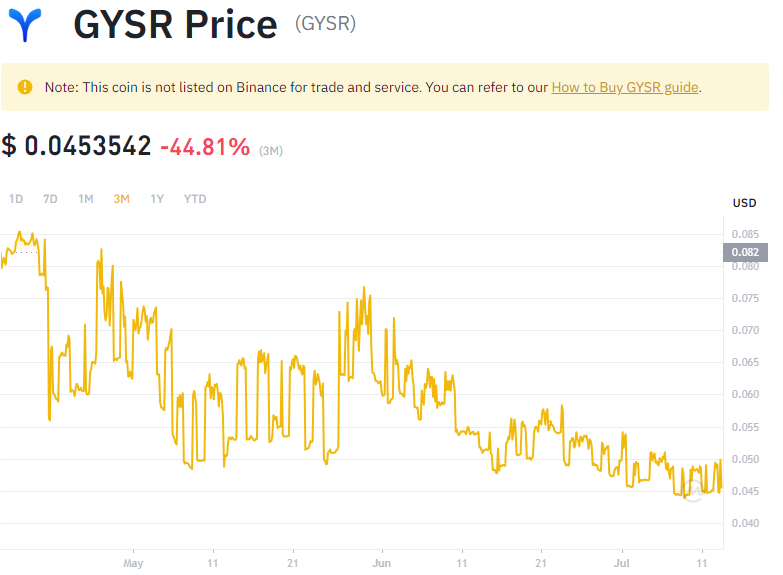 GYSR Price (GYSR)
Note: This coin is not listed on Binance for trade and service. You can refer to our How to Buy GYSR guide.
$ 0.0453542 -44.81% (3M)
1D 7D 1M 3M 1Y YTD
USD
0.085
0.082
0.080
0.075
0.070
0.065
0.060
0.055
0.050
0.045
0.040
May 11 21 Jun 11 21 Jul 11